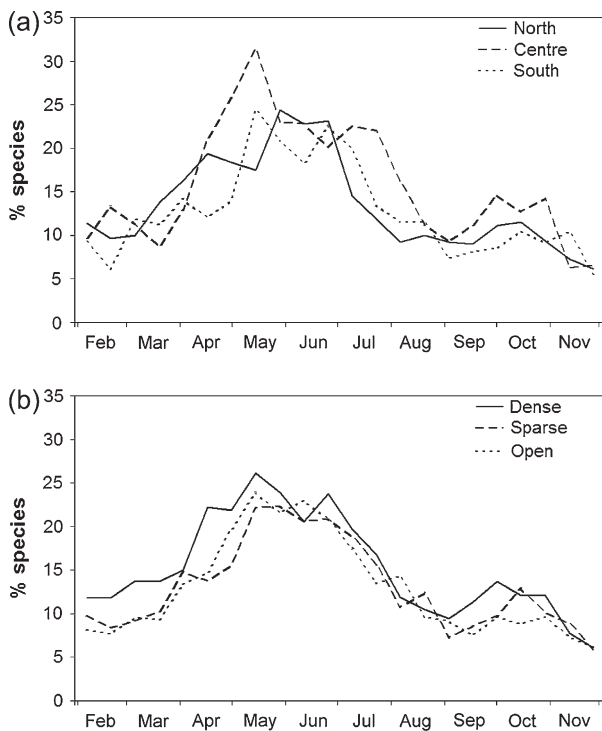 (a)
35
30
25
20
15
10
5
0
% species
North
Centre
South
Feb Mar Apr May Jun Jul Aug Sep Oct Nov
(b)
35
30
25
20
15
10
5
0
% species
Dense
Sparse
Open
Feb Mar Apr May Jun Jul Aug Sep Oct Nov